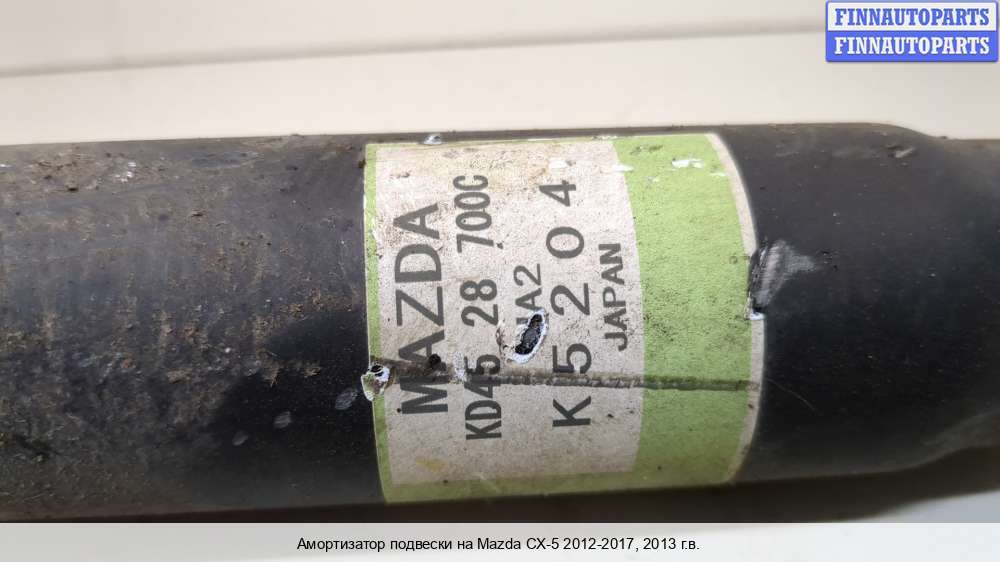 FINNAUTOPARTS
FINNAUTOPARTS
MAZDA
KD45 28 700C
K5204
JAPAN
Амортизатор подвески на Mazda CX-5 2012-2017, 2013 г.в.